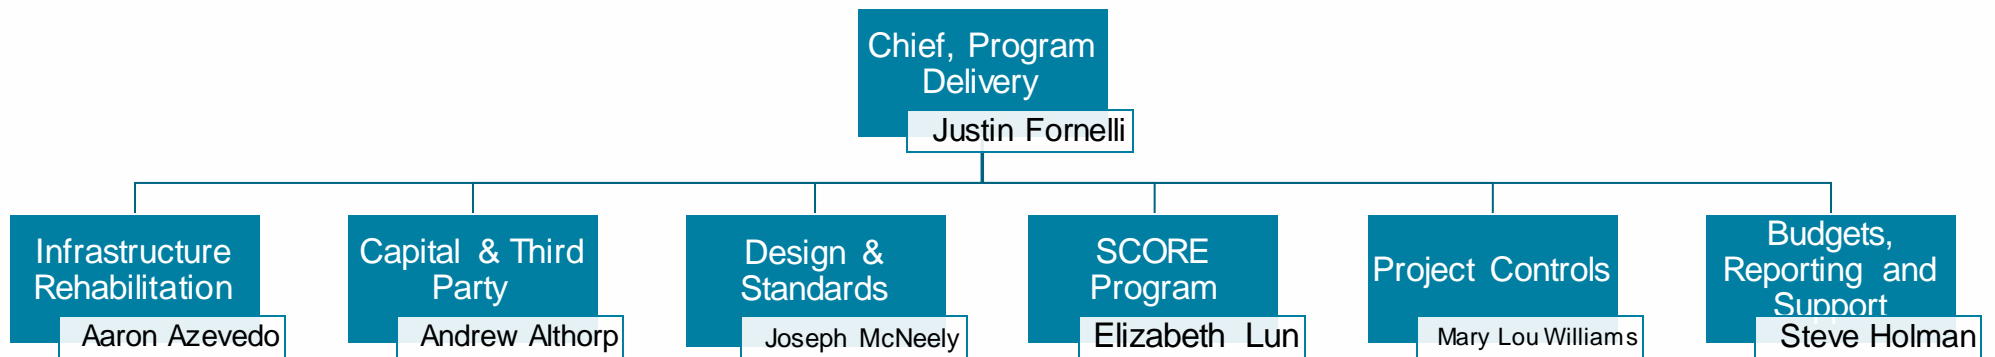 Chief, Program
Delivery
Justin Fornelli
Infrastructure
Rehabilitation
Aaron Azevedo
Capital & Third
Party
Andrew Althorp
Design &
Standards
Joseph McNeely
SCORE
Program
Elizabeth Lun
Project Controls
Mary Lou Williams
Budgets,
Reporting and
Support
Steve Holman